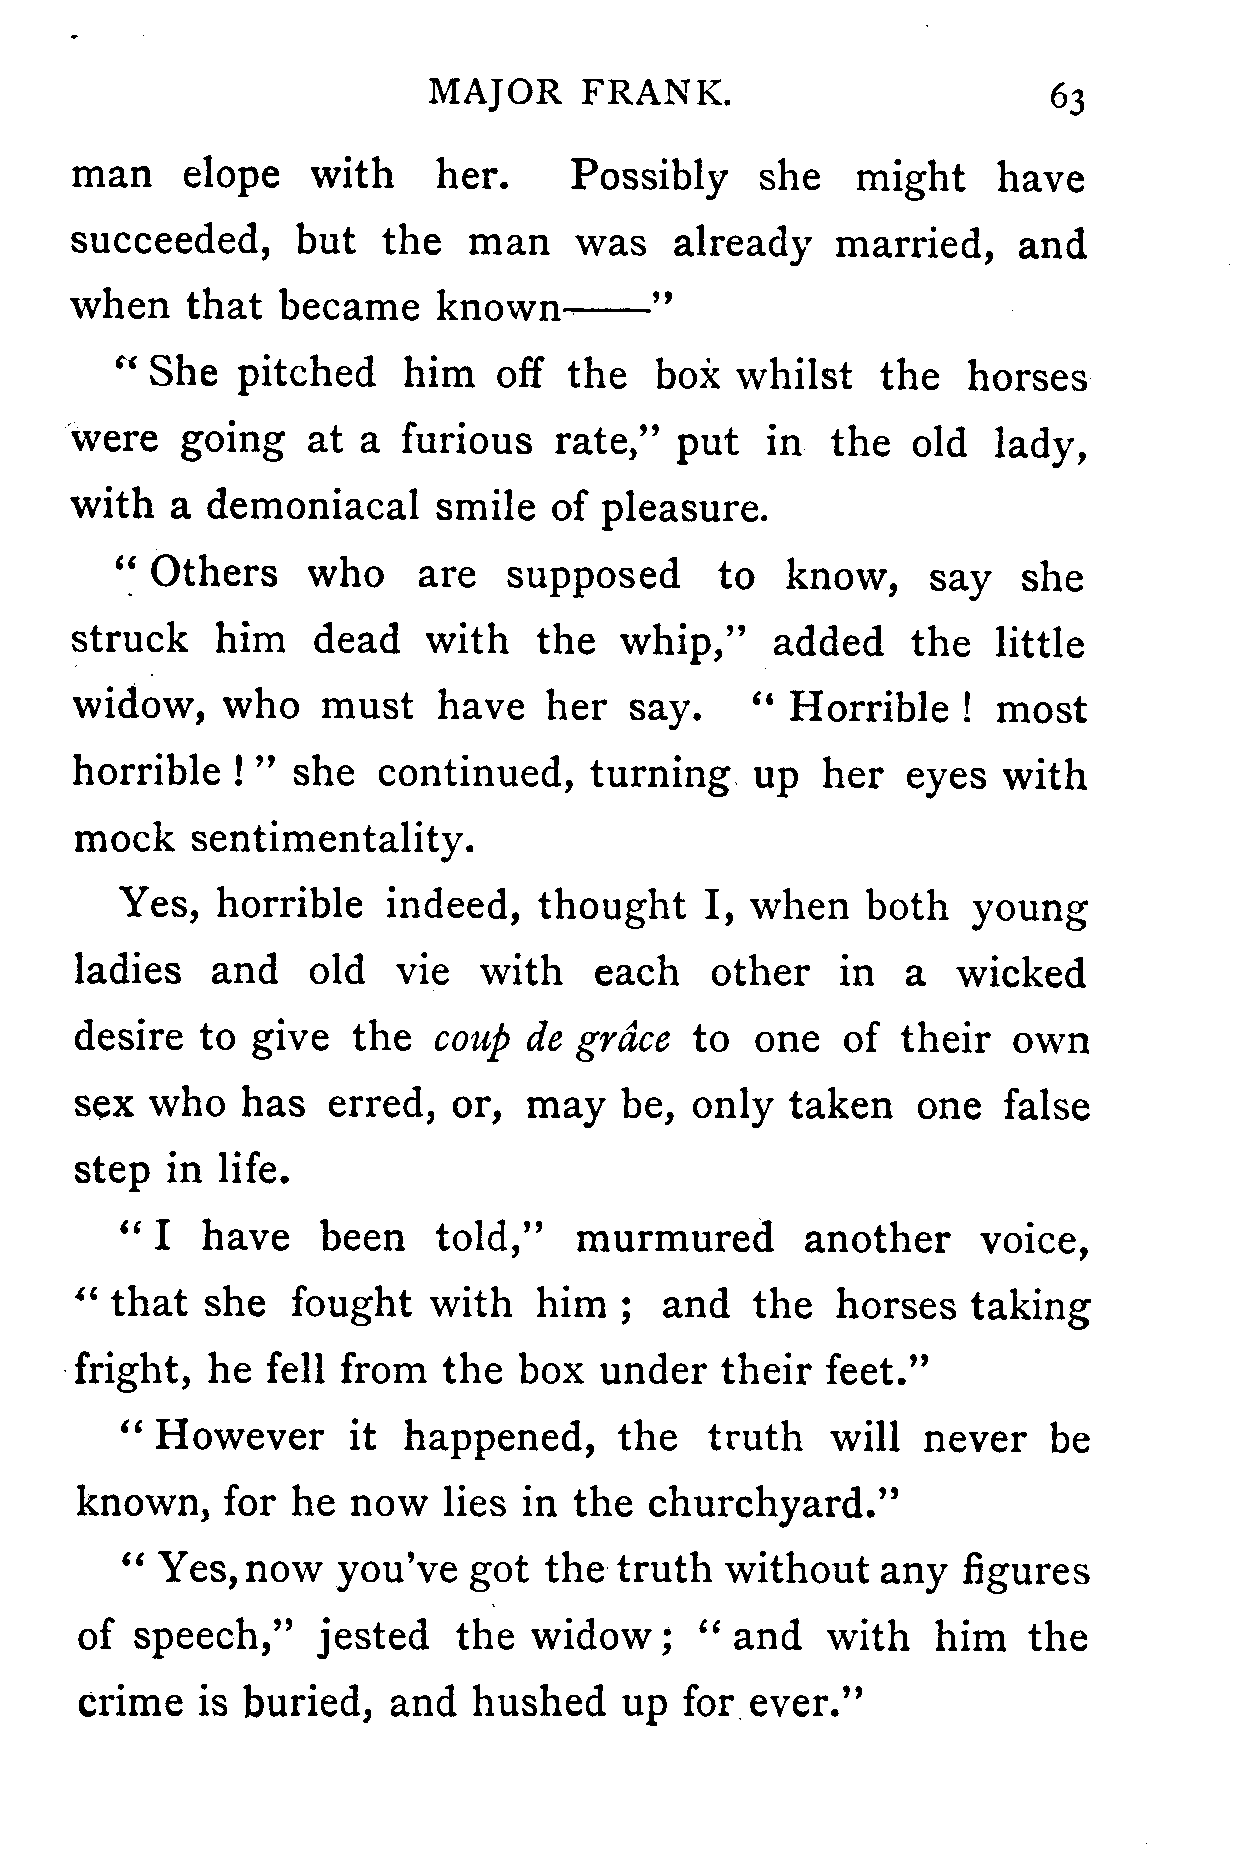 MAJOR FRANK. 63
man elope with her. Possibly she might have
succeeded, but the man was already married, and
when that became known——"
" She pitched him off the box whilst the horses
were going at a furious rate," put in the old lady,
with a demoniacal smile of pleasure.
" Others who are supposed to know, say she
struck him dead with the whip," added the little
widow, who must have her say. " Horrible ! most
horrible ! " she continued, turning up her eyes with
mock sentimentality.
Yes, horrible indeed, thought I, when both young
ladies and old vie with each other in a wicked
desire to give the coup de grâce to one of their own
sex who has erred, or, may be, only taken one false
step in life.
" I have been told," murmured another voice,
" that she fought with him ; and the horses taking
fright, he fell from the box under their feet."
" However it happened, the truth will never be
known, for he now lies in the churchyard."
" Yes, now you've got the truth without any figures
of speech," jested the widow ; " and with him the
crime is buried, and hushed up for ever."